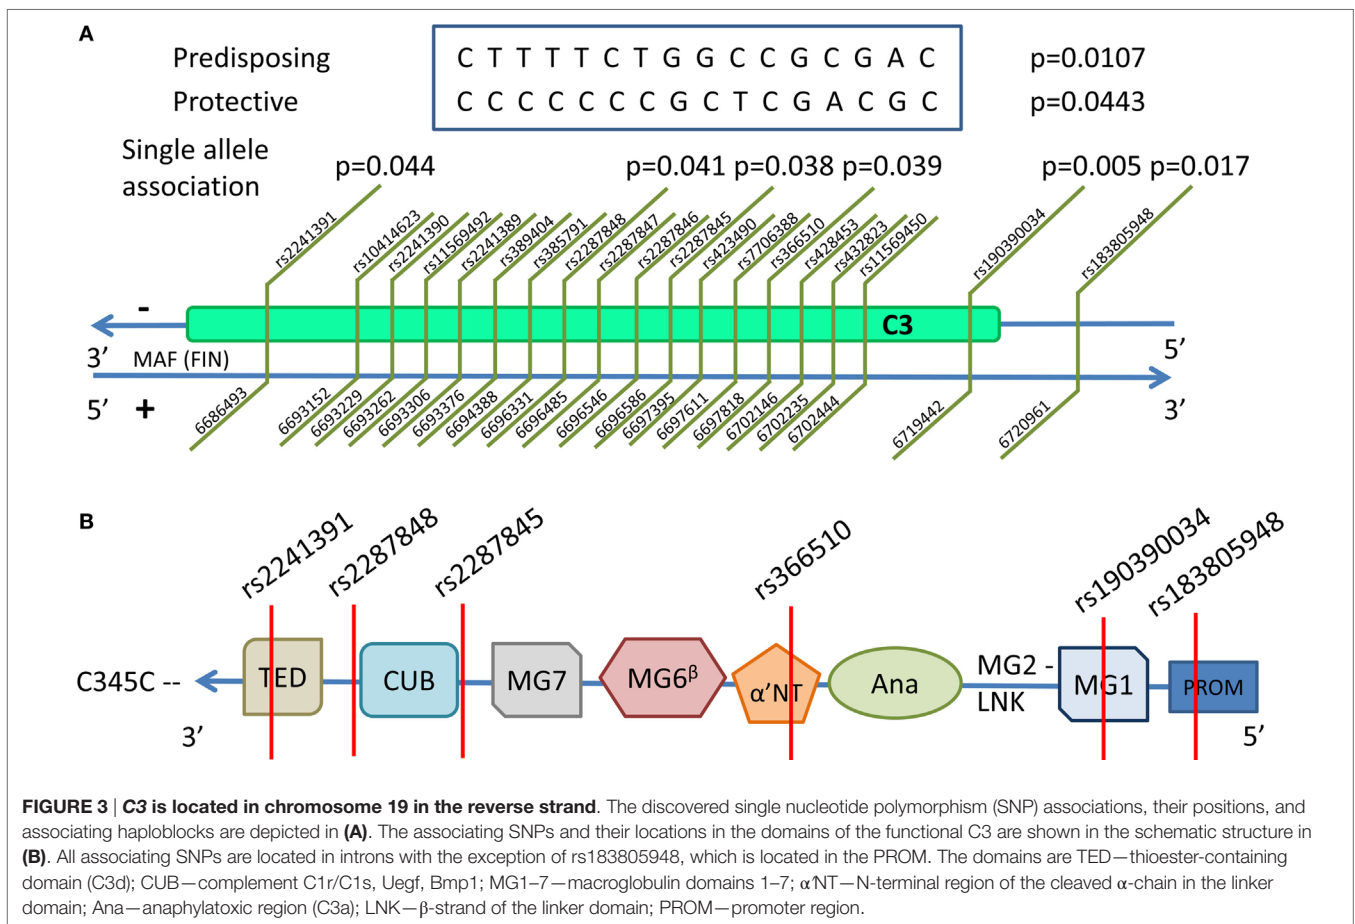 A
Predisposing C T T T T C T G G C C G C G A C p=0.0107
Protective C C C C C C C G C T C G A C G C p=0.0443
Single allele
association
p=0.044 p=0.041 p=0.038 p=0.039 p=0.005 p=0.017
rs2241391 rs10414623 rs2241390 rs11569492 rs2241389 rs389404 rs385791 rs2287848 rs2287847 rs2287846 rs2287845 rs423490 rs7706388 rs366510 rs428453 rs432823 rs11569450 rs190390034 rs183805948
- C3
3’ MAF (FIN) 5’
5’ + 3’
6686493 6693152 6693229 6693262 6693306 6693376 6694388 6696331 6696485 6696546 6696586 6697395 6697611 6697818 6702146 6702235 6702444 6719442 6720961
B
rs2241391 rs2287848 rs2287845 rs366510 rs190390034 rs183805948
C345C -- TED CUB MG7 MG6β α’NT Ana MG2 - LNK MG1 PROM
3’ 5’
FIGURE 3 | C3 is located in chromosome 19 in the reverse strand. The discovered single nucleotide polymorphism (SNP) associations, their positions, and
associating haploblocks are depicted in (A). The associating SNPs and their locations in the domains of the functional C3 are shown in the schematic structure in
(B). All associating SNPs are located in introns with the exception of rs183805948, which is located in the PROM. The domains are TED—thioester-containing
domain (C3d); CUB—complement C1r/C1s, Uegf, Bmp1; MG1–7—macroglobulin domains 1–7; α’NT—N-terminal region of the cleaved α-chain in the linker
domain; Ana—anaphylatoxic region (C3a); LNK—β-strand of the linker domain; PROM—promoter region.